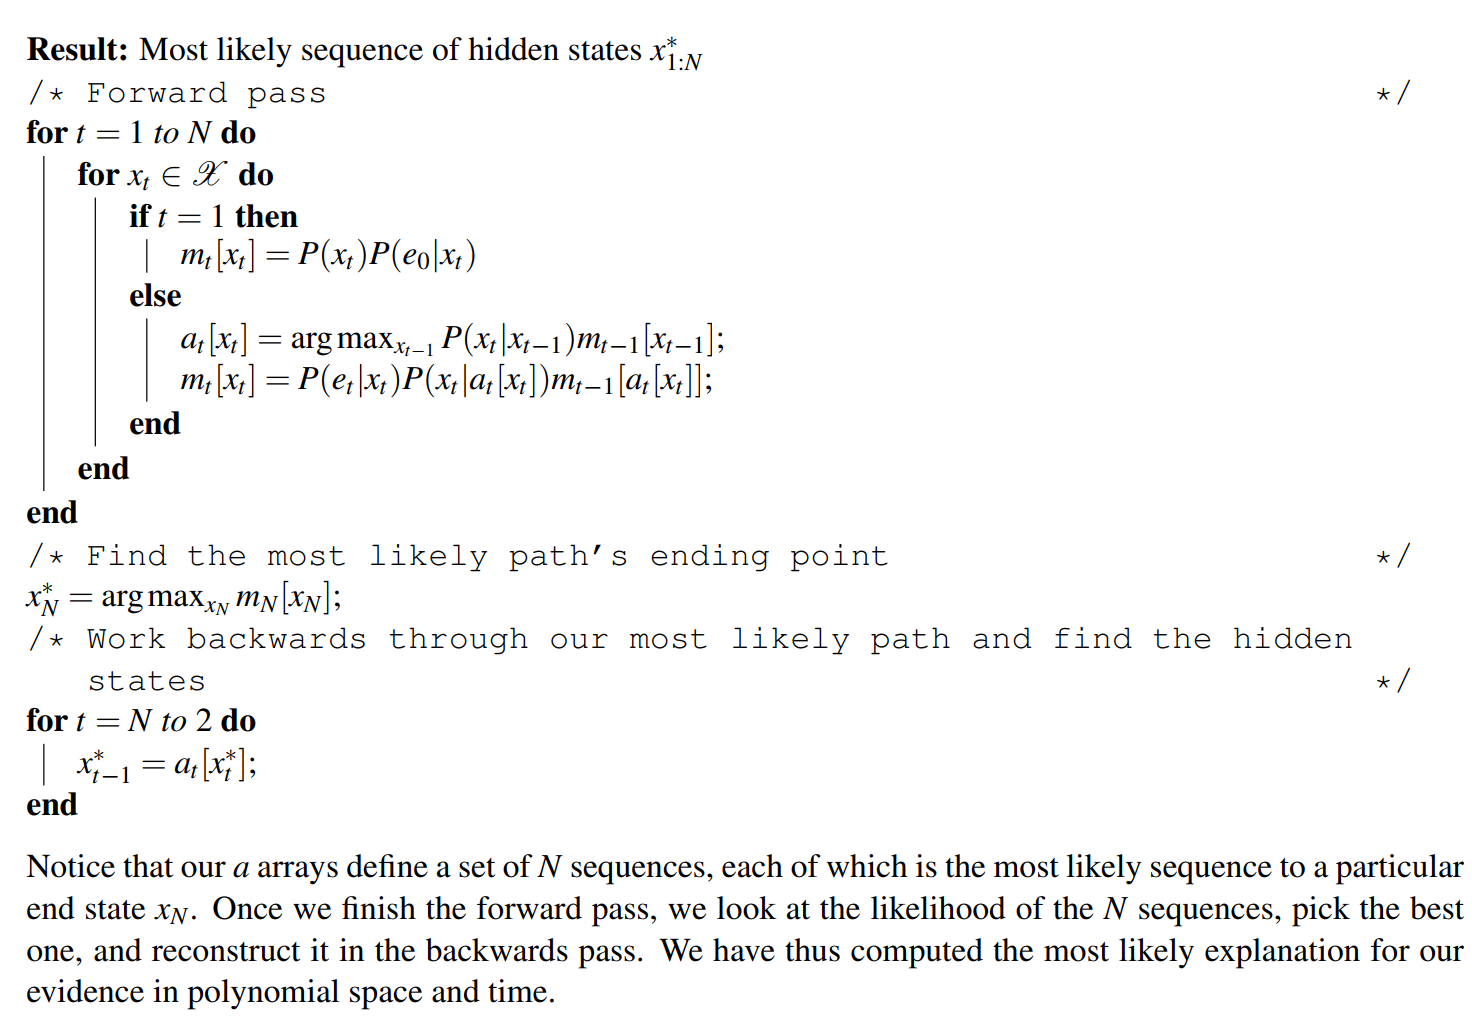 Result: Most likely sequence of hidden states x*_{1:N}
/* Forward pass */
for t = 1 to N do
for x_t ∈ 𝒳 do
if t = 1 then
m_t[x_t] = P(x_t)P(e_0|x_t)
else
a_t[x_t] = arg max_{x_{t−1}} P(x_t|x_{t−1})m_{t−1}[x_{t−1}];
m_t[x_t] = P(e_t|x_t)P(x_t|a_t[x_t])m_{t−1}[a_t[x_t]];
end
end
end
/* Find the most likely path's ending point */
x*_N = arg max_{x_N} m_N[x_N];
/* Work backwards through our most likely path and find the hidden
states */
for t = N to 2 do
x*_{t−1} = a_t[x*_t];
end
Notice that our a arrays define a set of N sequences, each of which is the most likely sequence to a particular
end state x_N. Once we finish the forward pass, we look at the likelihood of the N sequences, pick the best
one, and reconstruct it in the backwards pass. We have thus computed the most likely explanation for our
evidence in polynomial space and time.